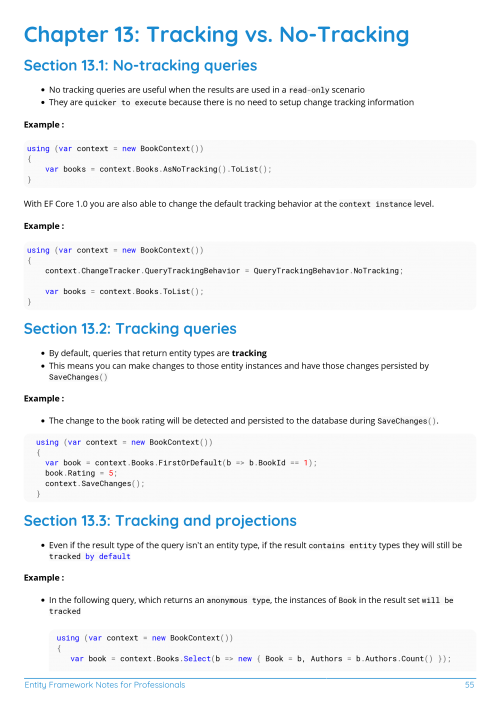 Chapter 13: Tracking vs. No-Tracking
Section 13.1: No-tracking queries
• No tracking queries are useful when the results are used in a read-only scenario
• They are quicker to execute because there is no need to setup change tracking information
Example :
using (var context = new BookContext())
{
    var books = context.Books.AsNoTracking().ToList();
}
With EF Core 1.0 you are also able to change the default tracking behavior at the context instance level.
Example :
using (var context = new BookContext())
{
    context.ChangeTracker.QueryTrackingBehavior = QueryTrackingBehavior.NoTracking;
    var books = context.Books.ToList();
}
Section 13.2: Tracking queries
• By default, queries that return entity types are tracking
• This means you can make changes to those entity instances and have those changes persisted by
SaveChanges()
Example :
• The change to the book rating will be detected and persisted to the database during SaveChanges().
using (var context = new BookContext())
{
  var book = context.Books.FirstOrDefault(b => b.BookId == 1);
  book.Rating = 5;
  context.SaveChanges();
}
Section 13.3: Tracking and projections
• Even if the result type of the query isn't an entity type, if the result contains entity types they will still be
tracked by default
Example :
• In the following query, which returns an anonymous type, the instances of Book in the result set will be
tracked
using (var context = new BookContext())
{
   var book = context.Books.Select(b => new { Book = b, Authors = b.Authors.Count() });
Entity Framework Notes for Professionals 55